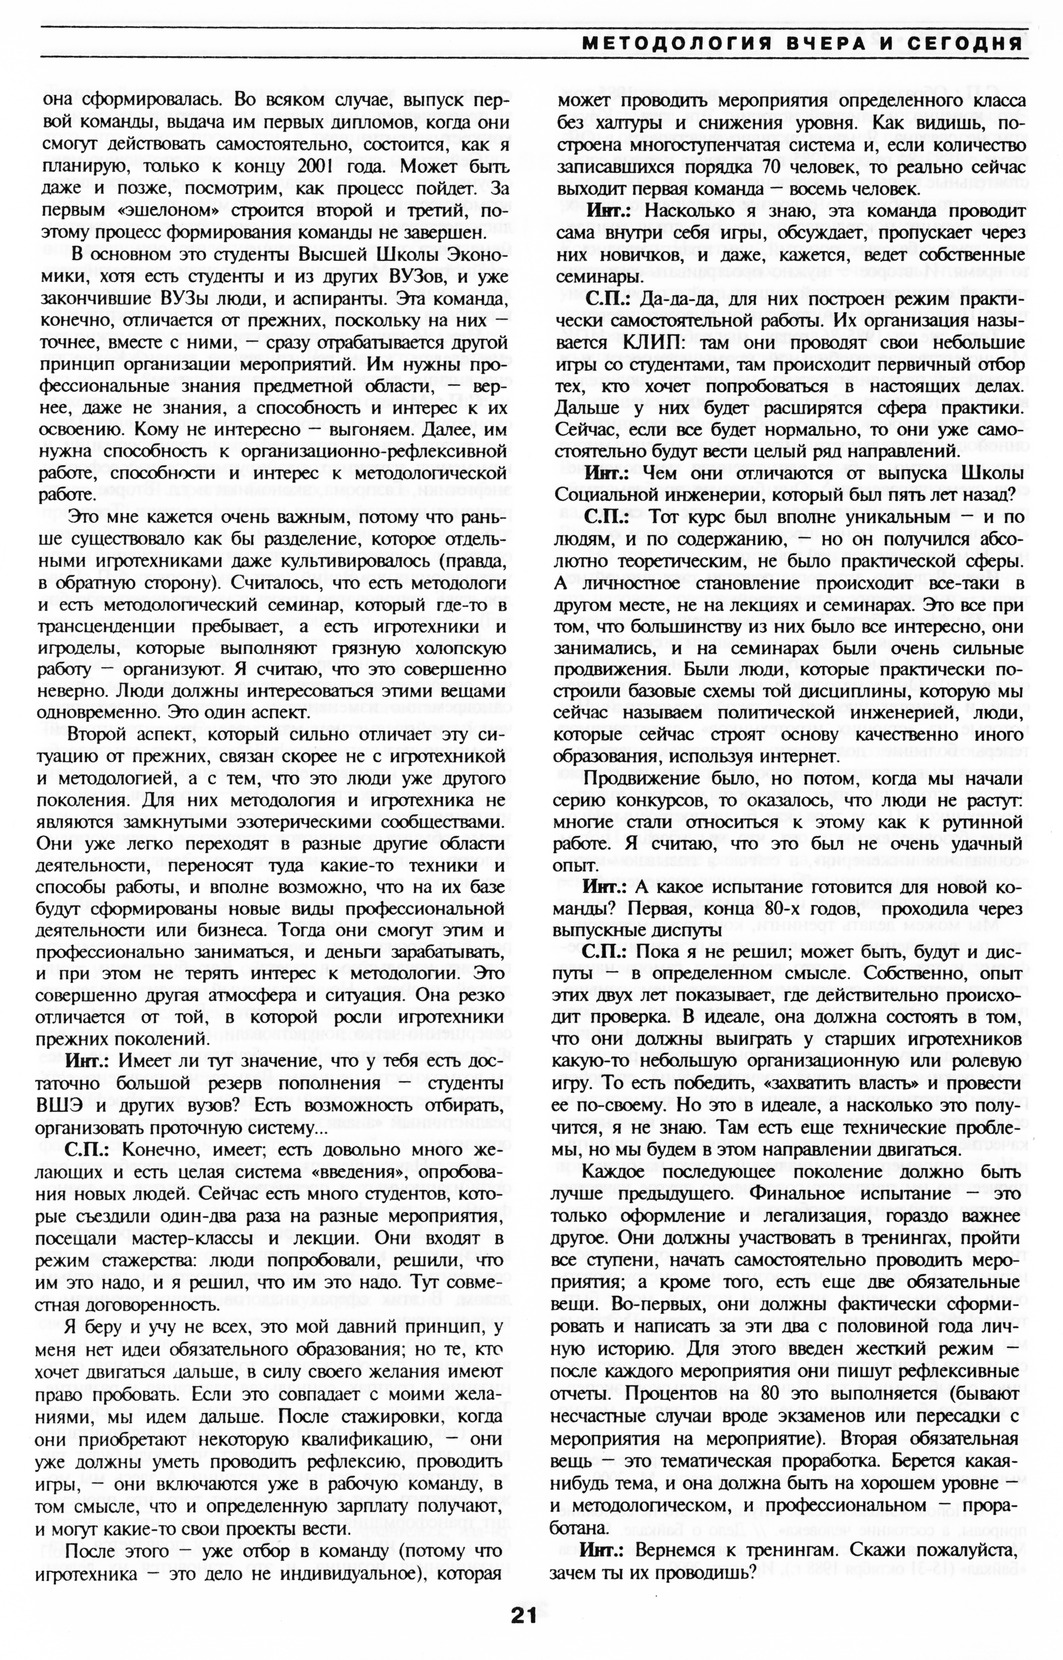 МЕТОДОЛОГИЯ ВЧЕРА И СЕГОДНЯ
она сформировалась. Во всяком случае, выпуск пер-
вой команды, выдача им первых дипломов, когда они
смогут действовать самостоятельно, состоится, как я
планирую, только к концу 2001 года. Может быть
даже и позже, посмотрим, как процесс пойдет. За
первым «эшелоном» строится второй и третий, по-
этому процесс формирования команды не завершен.
В основном это студенты Высшей Школы Эконо-
мики, хотя есть студенты и из других ВУЗов, и уже
закончившие ВУЗы люди, и аспиранты. Эта команда,
конечно, отличается от прежних, поскольку на них —
точнее, вместе с ними, — сразу отрабатывается другой
принцип организации мероприятий. Им нужны про-
фессиональные знания предметной области, — вер-
нее, даже не знания, а способность и интерес к их
освоению. Кому не интересно — выгоняем. Далее, им
нужна способность к организационно-рефлексивной
работе, способности и интерес к методологической
работе.
Это мне кажется очень важным, потому что рань-
ше существовало как бы разделение, которое отдель-
ными игротехниками даже культивировалось (правда,
в обратную сторону). Считалось, что есть методологи
и есть методологический семинар, который где-то в
трансценденции пребывает, а есть игротехники и
игроделы, которые выполняют грязную холопскую
работу — организуют. Я считаю, что это совершенно
неверно. Люди должны интересоваться этими вещами
одновременно. Это один аспект.
Второй аспект, который сильно отличает эту си-
туацию от прежних, связан скорее не с игротехникой
и методологией, а с тем, что это люди уже другого
поколения. Для них методология и игротехника не
являются замкнутыми эзотерическими сообществами.
Они уже легко переходят в разные другие области
деятельности, переносят туда какие-то техники и
способы работы, и вполне возможно, что на их базе
будут сформированы новые виды профессиональной
деятельности или бизнеса. Тогда они смогут этим и
профессионально заниматься, и деньги зарабатывать,
и при этом не терять интерес к методологии. Это
совершенно другая атмосфера и ситуация. Она резко
отличается от той, в которой росли игротехники
прежних поколений.
Инт.: Имеет ли тут значение, что у тебя есть дос-
таточно большой резерв пополнения — студенты
ВШЭ и других вузов? Есть возможность отбирать,
организовать проточную систему...
С.П.: Конечно, имеет; есть довольно много же-
лающих и есть целая система «введения», опробова-
ния новых людей. Сейчас есть много студентов, кото-
рые съездили один-два раза на разные мероприятия,
посещали мастер-классы и лекции. Они входят в
режим стажерства: люди попробовали, решили, что
им это надо, и я решил, что им это надо. Тут совме-
стная договоренность.
Я беру и учу не всех, это мой давний принцип, у
меня нет идеи обязательного образования; но те, кто
хочет двигаться дальше, в силу своего желания имеют
право пробовать. Если это совпадает с моими жела-
ниями, мы идем дальше. После стажировки, когда
они приобретают некоторую квалификацию, — они
уже должны уметь проводить рефлексию, проводить
игры, — они включаются уже в рабочую команду, в
том смысле, что и определенную зарплату получают,
и могут какие-то свои проекты вести.
После этого — уже отбор в команду (потому что
игротехника — это дело не индивидуальное), которая
может проводить мероприятия определенного класса
без халтуры и снижения уровня. Как видишь, по-
строена многоступенчатая система и, если количество
записавшихся порядка 70 человек, то реально сейчас
выходит первая команда — восемь человек.
Инт.: Насколько я знаю, эта команда проводит
сама внутри себя игры, обсуждает, пропускает через
них новичков, и даже, кажется, ведет собственные
семинары.
С.П.: Да-да-да, для них построен режим практи-
чески самостоятельной работы. Их организация назы-
вается КЛИП: там они проводят свои небольшие
игры со студентами, там происходит первичный отбор
тех, кто хочет попробоваться в настоящих делах.
Дальше у них будет расширятся сфера практики.
Сейчас, если все будет нормально, то они уже само-
стоятельно будут вести целый ряд направлений.
Инт.: Чем они отличаются от выпуска Школы
Социальной инженерии, который был пять лет назад?
С.П.: Тот курс был вполне уникальным — и по
людям, и по содержанию, — но он получился абсо-
лютно теоретическим, не было практической сферы.
А личностное становление происходит все-таки в
другом месте, не на лекциях и семинарах. Это все при
том, что большинству из них было все интересно, они
занимались, и на семинарах были очень сильные
продвижения. Были люди, которые практически по-
строили базовые схемы той дисциплины, которую мы
сейчас называем политической инженерией, люди,
которые сейчас строят основу качественно иного
образования, используя интернет.
Продвижение было, но потом, когда мы начали
серию конкурсов, то оказалось, что люди не растут:
многие стали относиться к этому как к рутинной
работе. Я считаю, что это был не очень удачный
опыт.
Инт.: А какое испытание готовится для новой ко-
манды? Первая, конца 80-х годов, проходила через
выпускные диспуты
С.П.: Пока я не решил; может быть, будут и дис-
путы — в определенном смысле. Собственно, опыт
этих двух лет показывает, где действительно происхо-
дит проверка. В идеале, она должна состоять в том,
что они должны выиграть у старших игротехников
какую-то небольшую организационную или ролевую
игру. То есть победить, «захватить власть» и провести
ее по-своему. Но это в идеале, а насколько это полу-
чится, я не знаю. Там есть еще технические пробле-
мы, но мы будем в этом направлении двигаться.
Каждое последующее поколение должно быть
лучше предыдущего. Финальное испытание — это
только оформление и легализация, гораздо важнее
другое. Они должны участвовать в тренингах, пройти
все ступени, начать самостоятельно проводить меро-
приятия; а кроме того, есть еще две обязательные
вещи. Во-первых, они должны фактически сформи-
ровать и написать за эти два с половиной года лич-
ную историю. Для этого введен жесткий режим —
после каждого мероприятия они пишут рефлексивные
отчеты. Процентов на 80 это выполняется (бывают
несчастные случаи вроде экзаменов или пересадки с
мероприятия на мероприятие). Вторая обязательная
вещь — это тематическая проработка. Берется какая-
нибудь тема, и она должна быть на хорошем уровне —
и методологическом, и профессиональном — прора-
ботана.
Инт.: Вернемся к тренингам. Скажи пожалуйста,
зачем ты их проводишь?
21